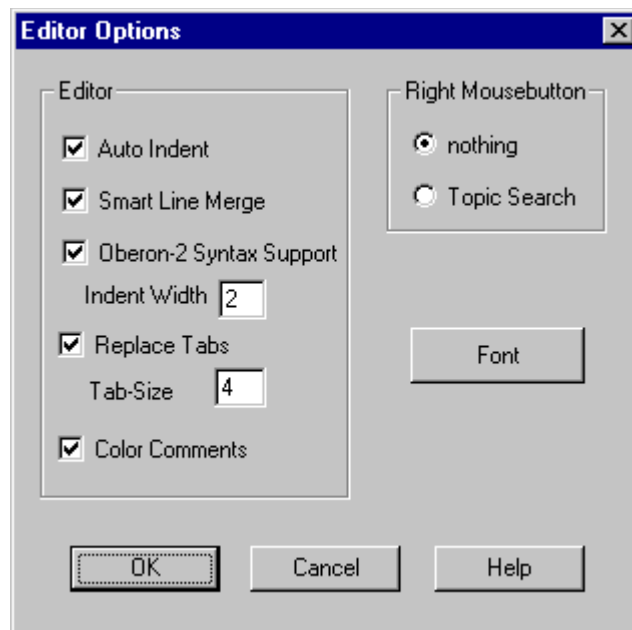 Editor Options
Editor
Auto Indent
Smart Line Merge
Oberon-2 Syntax Support
Indent Width 2
Replace Tabs
Tab-Size 4
Color Comments
Right Mousebutton
nothing
Topic Search
Font
OK Cancel Help